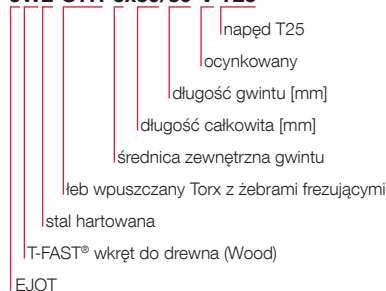 napęd T25
ocynkowany
długość gwintu [mm]
długość całkowita [mm]
średnica zewnętrzna gwintu
łeb wpuszczany Torx z żebrami frezującymi
stal hartowana
T-FAST® wkręt do drewna (Wood)
EJOT